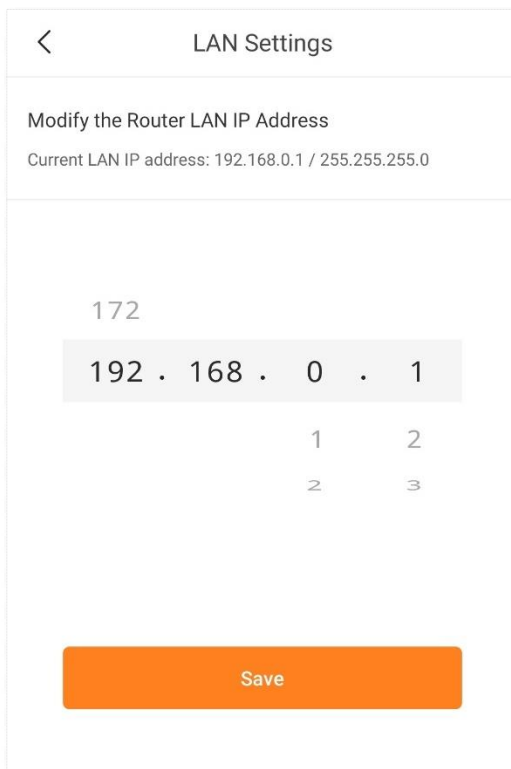 LAN Settings
Modify the Router LAN IP Address
Current LAN IP address: 192.168.0.1 / 255.255.255.0
172
192 . 168 . 0 . 1
1 2
2 3
Save